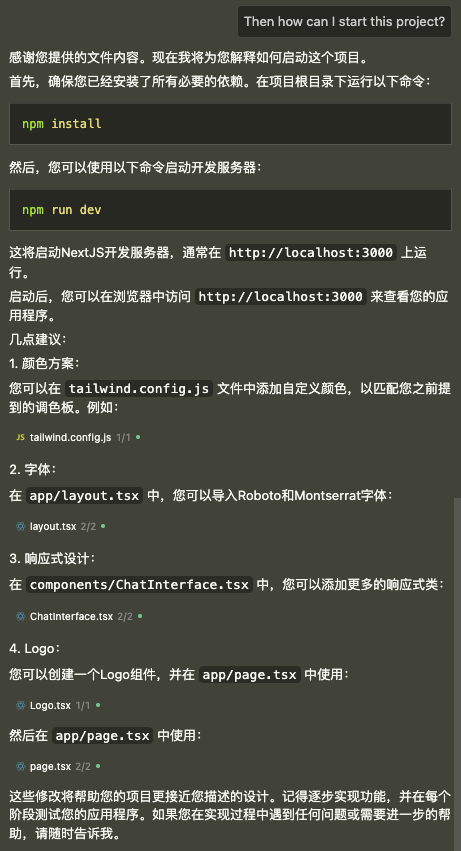 Then how can I start this project?
感谢您提供的文件内容。现在我将为您解释如何启动这个项目。
首先，确保您已经安装了所有必要的依赖。在项目根目录下运行以下命令：
npm install
然后，您可以使用以下命令启动开发服务器：
npm run dev
这将启动NextJS开发服务器，通常在 http://localhost:3000 上运
行。
启动后，您可以在浏览器中访问 http://localhost:3000 来查看您的应
用程序。
几点建议：
1. 颜色方案：
您可以在 tailwind.config.js 文件中添加自定义颜色，以匹配您之前提
到的调色板。例如：
JS tailwind.config.js 1/1
2. 字体：
在 app/layout.tsx 中，您可以导入Roboto和Montserrat字体：
layout.tsx 2/2
3. 响应式设计：
在 components/ChatInterface.tsx 中，您可以添加更多的响应式类：
ChatInterface.tsx 2/2
4. Logo：
您可以创建一个Logo组件，并在 app/page.tsx 中使用：
Logo.tsx 1/1
然后在 app/page.tsx 中使用：
page.tsx 2/2
这些修改将帮助您的项目更接近您描述的设计。记得逐步实现功能，并在每个
阶段测试您的应用程序。如果您在实现过程中遇到任何问题或需要进一步的帮
助，请随时告诉我。